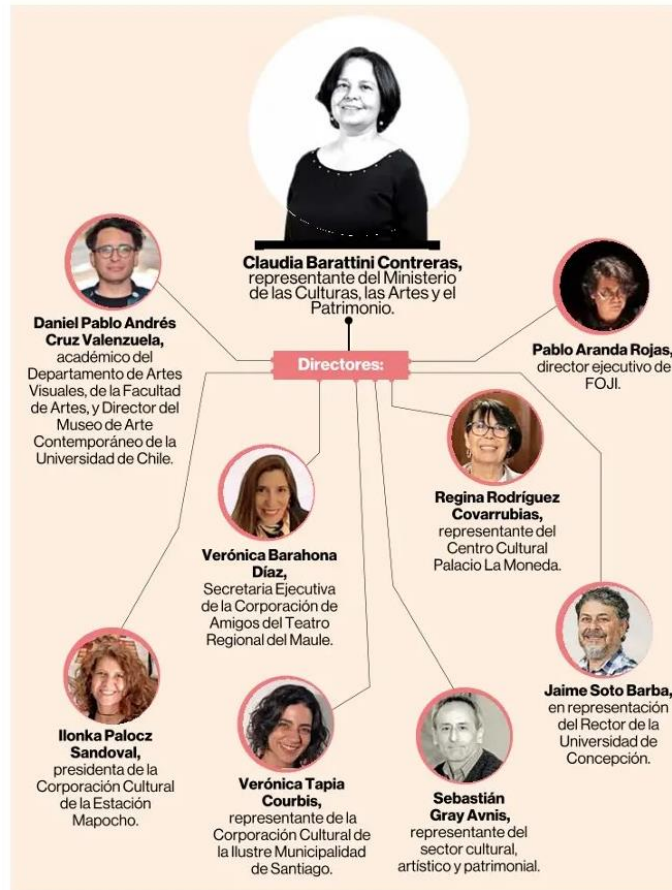 Claudia Barattini Contreras,
representante del Ministerio
de las Culturas, las Artes y el
Patrimonio.
Directores:
Daniel Pablo Andrés
Cruz Valenzuela,
académico del
Departamento de Artes
Visuales, de la Facultad
de Artes, y Director del
Museo de Arte
Contemporáneo de la
Universidad de Chile.
Pablo Aranda Rojas,
director ejecutivo de
FOJI.
Verónica Barahona
Díaz,
Secretaria Ejecutiva
de la Corporación de
Amigos del Teatro
Regional del Maule.
Regina Rodríguez
Covarrubias,
representante del
Centro Cultural
Palacio La Moneda.
Ilonka Palocz
Sandoval,
presidenta de la
Corporación Cultural
de la Estación
Mapocho.
Verónica Tapia
Courbis,
representante de la
Corporación Cultural de
la Ilustre Municipalidad
de Santiago.
Sebastián
Gray Avnis,
representante del
sector cultural,
artístico y patrimonial.
Jaime Soto Barba,
en representación
del Rector de la
Universidad de
Concepción.